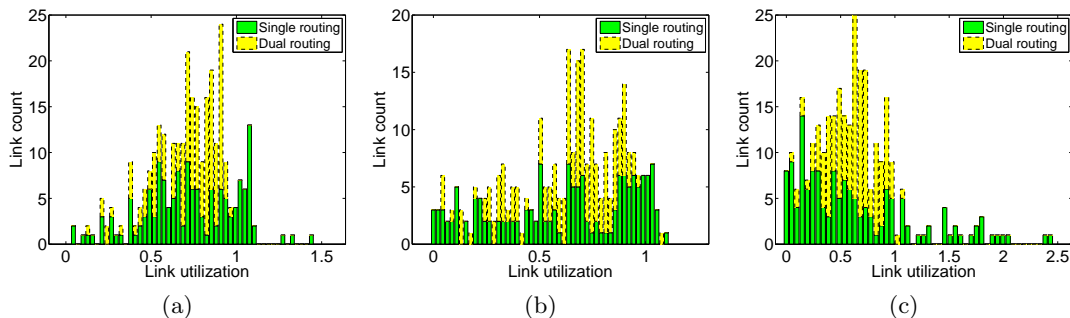 25
20
15
10
5
0
Link count
0 0.5 1 1.5
Link utilization
Single routing
Dual routing
(a)
20
15
10
5
0
Link count
0 0.5 1
Link utilization
Single routing
Dual routing
(b)
25
20
15
10
5
0
Link count
0 0.5 1 1.5 2 2.5
Link utilization
Single routing
Dual routing
(c)